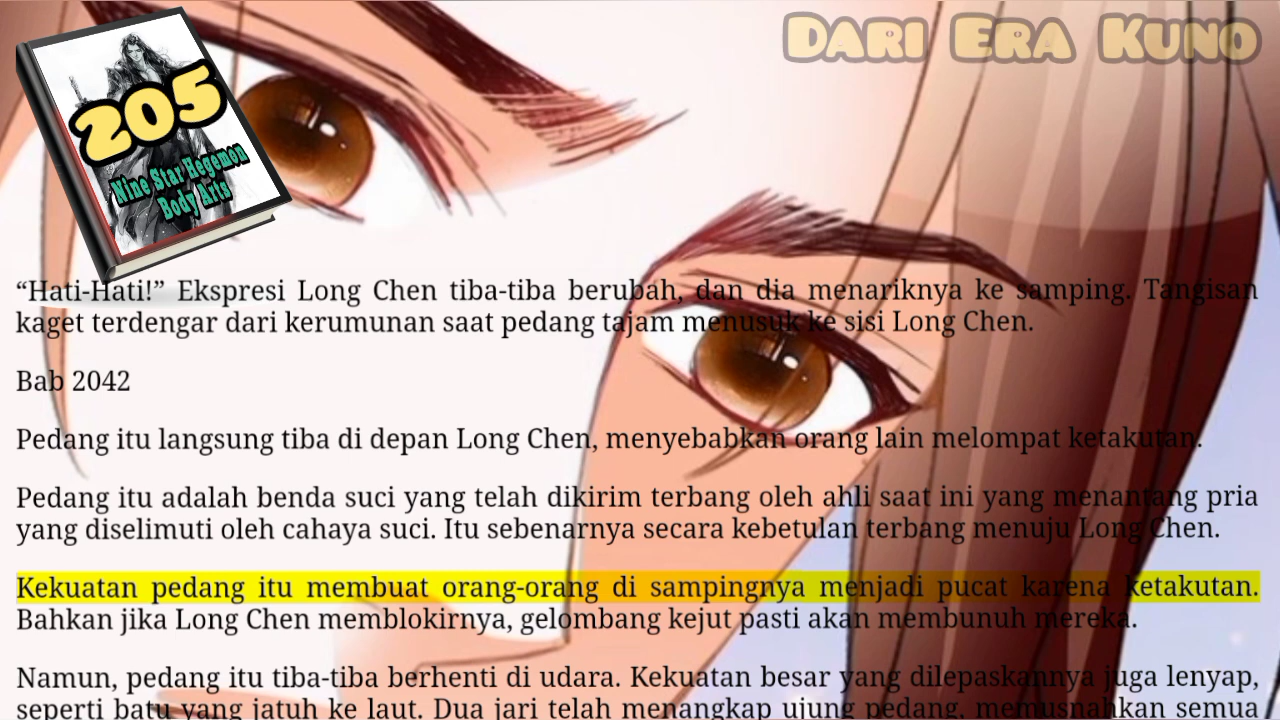 Dari Era Kuno
205
Nine Star Hegemon
Body Arts
“Hati-Hati!” Ekspresi Long Chen tiba-tiba berubah, dan dia menariknya ke samping. Tangisan
kaget terdengar dari kerumunan saat pedang tajam menusuk ke sisi Long Chen.
Bab 2042
Pedang itu langsung tiba di depan Long Chen, menyebabkan orang lain melompat ketakutan.
Pedang itu adalah benda suci yang telah dikirim terbang oleh ahli saat ini yang menantang pria
yang diselimuti oleh cahaya suci. Itu sebenarnya secara kebetulan terbang menuju Long Chen.
Kekuatan pedang itu membuat orang-orang di sampingnya menjadi pucat karena ketakutan.
Bahkan jika Long Chen memblokirnya, gelombang kejut pasti akan membunuh mereka.
Namun, pedang itu tiba-tiba berhenti di udara. Kekuatan besar yang dilepaskannya juga lenyap,
seperti batu yang jatuh ke laut. Dua jari telah menangkap ujung pedang, memusnahkan semua